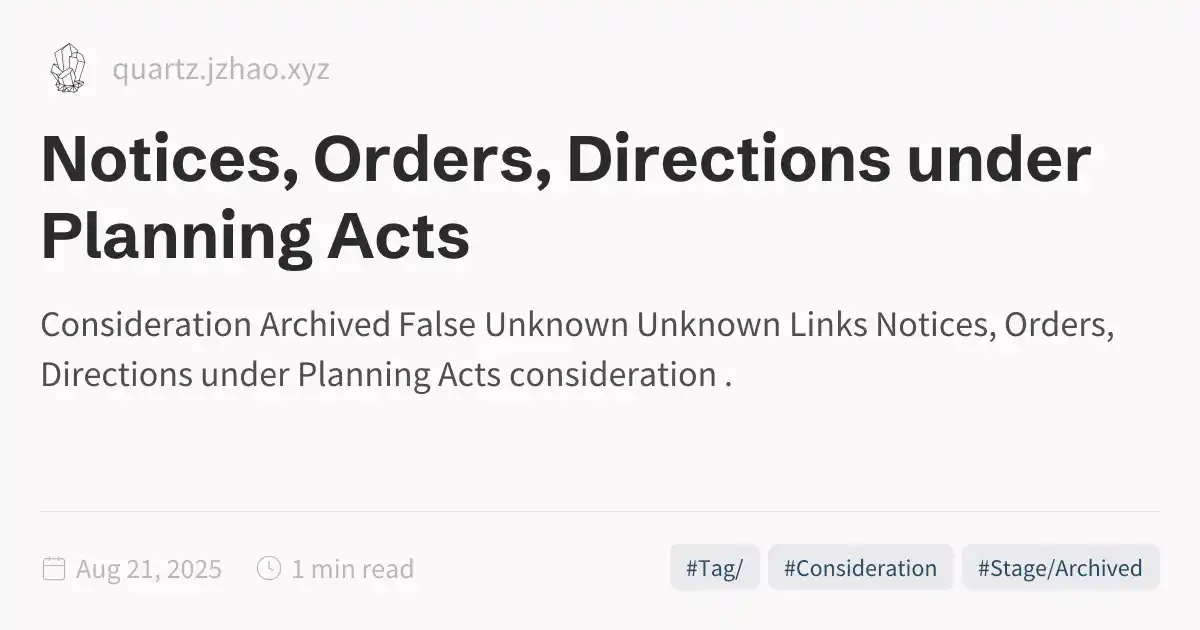 quartz.jzhao.xyz
Notices, Orders, Directions under
Planning Acts
Consideration Archived False Unknown Unknown Links Notices, Orders,
Directions under Planning Acts consideration .
Aug 21, 2025 1 min read #Tag/ #Consideration #Stage/Archived